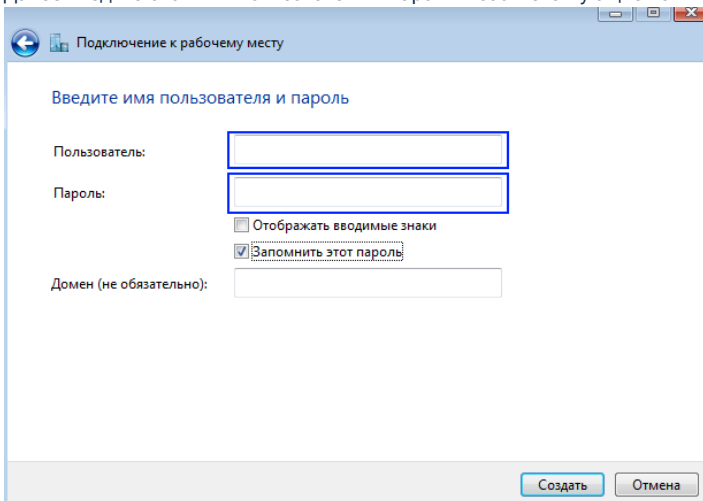 Подключение к рабочему месту
Введите имя пользователя и пароль
Пользователь:
Пароль:
Отображать вводимые знаки
Запомнить этот пароль
Домен (не обязательно):
Создать Отмена